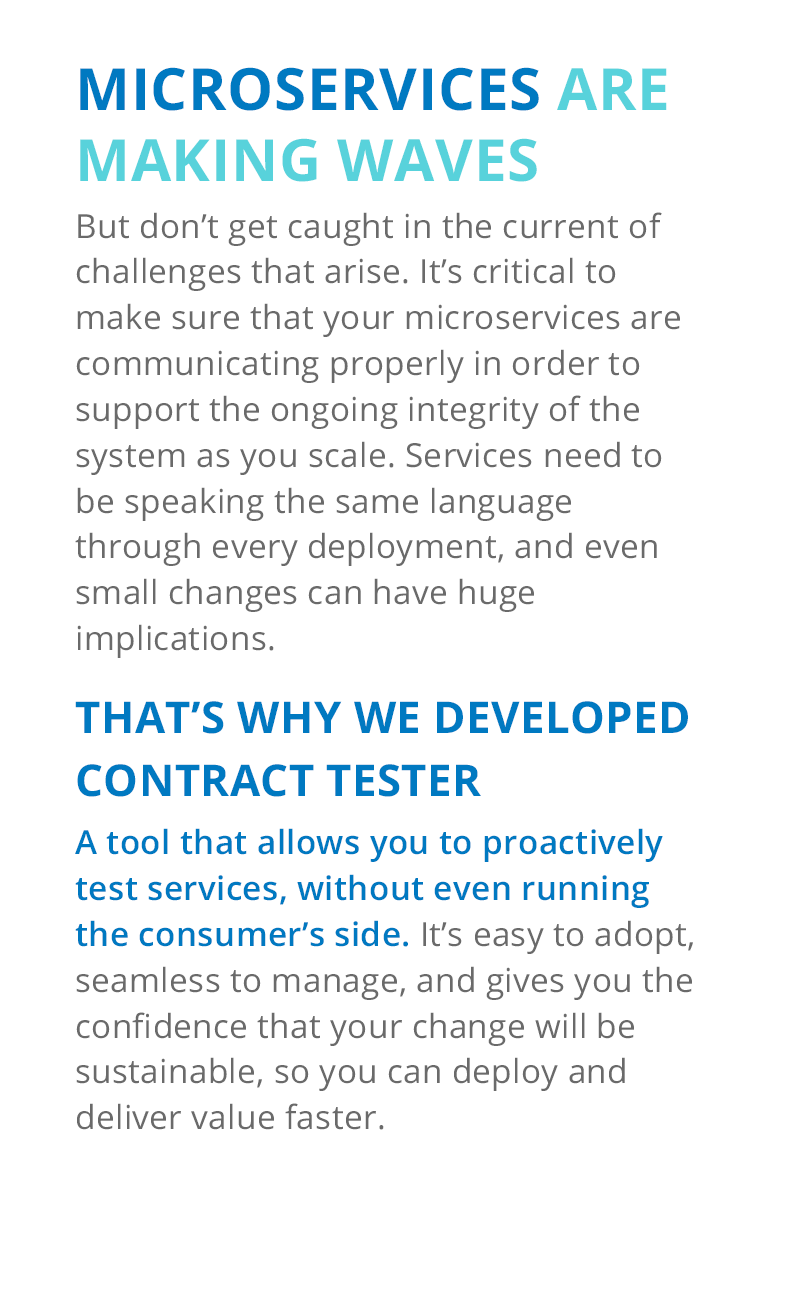 MICROSERVICES ARE
MAKING WAVES
But don’t get caught in the current of
challenges that arise. It’s critical to
make sure that your microservices are
communicating properly in order to
support the ongoing integrity of the
system as you scale. Services need to
be speaking the same language
through every deployment, and even
small changes can have huge
implications.
THAT’S WHY WE DEVELOPED
CONTRACT TESTER
A tool that allows you to proactively
test services, without even running
the consumer’s side. It’s easy to adopt,
seamless to manage, and gives you the
confidence that your change will be
sustainable, so you can deploy and
deliver value faster.